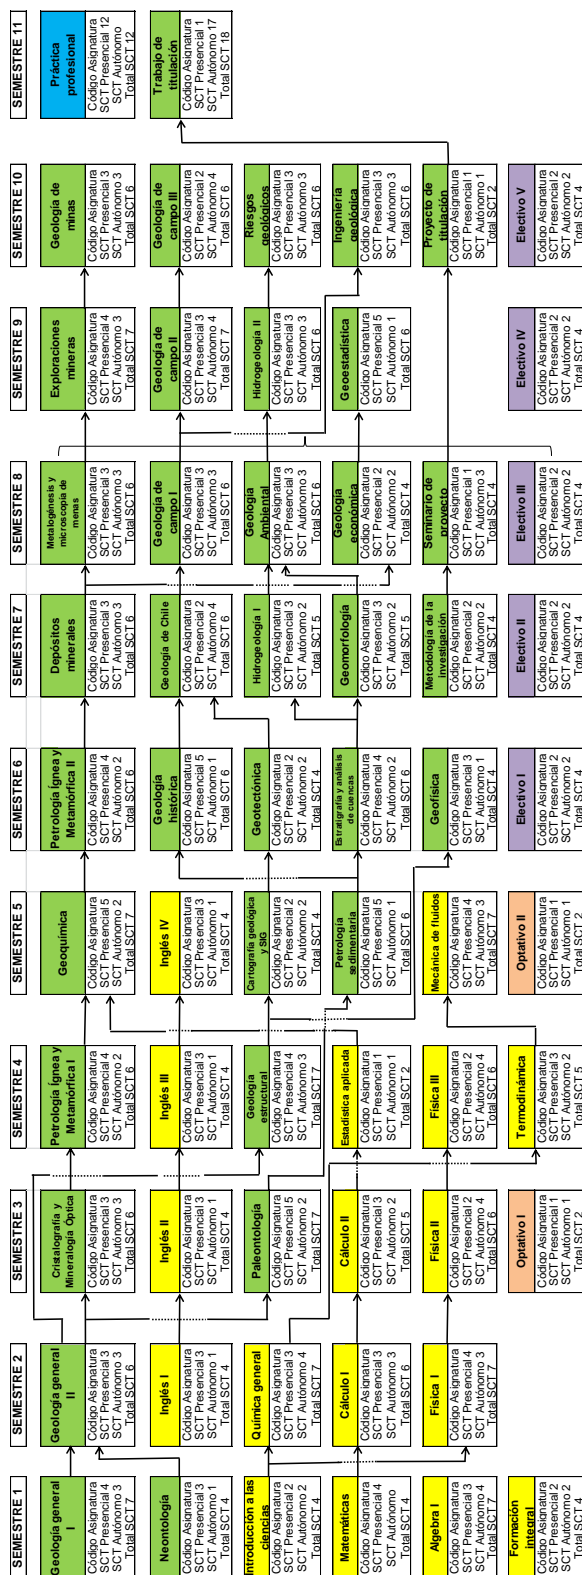 SEMESTRE 1
Geología general
I
Código Asignatura
SCT Presencial 4
SCT Autónomo 3
Total SCT 7
Neontología
Código Asignatura
SCT Presencial 3
SCT Autónomo 1
Total SCT 4
Introducción a las
ciencias
Código Asignatura
SCT Presencial 2
SCT Autónomo 2
Total SCT 4
Matemáticas
Código Asignatura
SCT Presencial 4
SCT Autónomo
Total SCT 4
Algebra I
Código Asignatura
SCT Presencial 3
SCT Autónomo 4
Total SCT 7
Formación
integral
Código Asignatura
SCT Presencial 2
SCT Autónomo 2
Total SCT 4
SEMESTRE 2
Geología general
II
Código Asignatura
SCT Presencial 3
SCT Autónomo 3
Total SCT 6
Inglés I
Código Asignatura
SCT Presencial 3
SCT Autónomo 1
Total SCT 4
Química general
Código Asignatura
SCT Presencial 3
SCT Autónomo 4
Total SCT 7
Cálculo I
Código Asignatura
SCT Presencial 3
SCT Autónomo 3
Total SCT 6
Física I
Código Asignatura
SCT Presencial 4
SCT Autónomo 3
Total SCT 7
SEMESTRE 3
Cristalografía y
Mineralogía Óptica
Código Asignatura
SCT Presencial 3
SCT Autónomo 3
Total SCT 6
Inglés II
Código Asignatura
SCT Presencial 3
SCT Autónomo 1
Total SCT 4
Paleontología
Código Asignatura
SCT Presencial 5
SCT Autónomo 2
Total SCT 7
Cálculo II
Código Asignatura
SCT Presencial 3
SCT Autónomo 2
Total SCT 5
Física II
Código Asignatura
SCT Presencial 2
SCT Autónomo 4
Total SCT 6
Optativo I
Código Asignatura
SCT Presencial 1
SCT Autónomo 1
Total SCT 2
SEMESTRE 4
Petrología Ígnea y
Metamórfica I
Código Asignatura
SCT Presencial 4
SCT Autónomo 2
Total SCT 6
Inglés III
Código Asignatura
SCT Presencial 3
SCT Autónomo 1
Total SCT 4
Geología
estructural
Código Asignatura
SCT Presencial 4
SCT Autónomo 3
Total SCT 7
Estadística aplicada
Código Asignatura
SCT Presencial 1
SCT Autónomo 1
Total SCT 2
Física III
Código Asignatura
SCT Presencial 2
SCT Autónomo 4
Total SCT 6
Termodinámica
Código Asignatura
SCT Presencial 3
SCT Autónomo 2
Total SCT 5
SEMESTRE 5
Geoquímica
Código Asignatura
SCT Presencial 5
SCT Autónomo 2
Total SCT 7
Inglés IV
Código Asignatura
SCT Presencial 3
SCT Autónomo 1
Total SCT 4
Cartografía geológica
y SIG
Código Asignatura
SCT Presencial 2
SCT Autónomo 2
Total SCT 4
Petrología
sedimentaria
Código Asignatura
SCT Presencial 5
SCT Autónomo 1
Total SCT 6
Mecánica de fluidos
Código Asignatura
SCT Presencial 4
SCT Autónomo 3
Total SCT 7
Optativo II
Código Asignatura
SCT Presencial 1
SCT Autónomo 1
Total SCT 2
SEMESTRE 6
Petrología Ígnea y
Metamórfica II
Código Asignatura
SCT Presencial 4
SCT Autónomo 2
Total SCT 6
Geología
histórica
Código Asignatura
SCT Presencial 5
SCT Autónomo 1
Total SCT 6
Geotectónica
Código Asignatura
SCT Presencial 2
SCT Autónomo 2
Total SCT 4
Estratigrafía y análisis
de cuencas
Código Asignatura
SCT Presencial 4
SCT Autónomo 2
Total SCT 6
Geofísica
Código Asignatura
SCT Presencial 3
SCT Autónomo 1
Total SCT 4
Electivo I
Código Asignatura
SCT Presencial 2
SCT Autónomo 2
Total SCT 4
SEMESTRE 7
Depósitos
minerales
Código Asignatura
SCT Presencial 3
SCT Autónomo 3
Total SCT 6
Geología de Chile
Código Asignatura
SCT Presencial 2
SCT Autónomo 4
Total SCT 6
Hidrogeología I
Código Asignatura
SCT Presencial 3
SCT Autónomo 2
Total SCT 5
Geomorfología
Código Asignatura
SCT Presencial 3
SCT Autónomo 2
Total SCT 5
Metodología de la
investigación
Código Asignatura
SCT Presencial 2
SCT Autónomo 2
Total SCT 4
Electivo II
Código Asignatura
SCT Presencial 2
SCT Autónomo 2
Total SCT 4
SEMESTRE 8
Metalogénesis y
microscopia de
menas
Código Asignatura
SCT Presencial 3
SCT Autónomo 3
Total SCT 6
Geología de
campo I
Código Asignatura
SCT Presencial 3
SCT Autónomo 3
Total SCT 6
Geología
Ambiental
Código Asignatura
SCT Presencial 3
SCT Autónomo 3
Total SCT 6
Geología
económica
Código Asignatura
SCT Presencial 2
SCT Autónomo 2
Total SCT 4
Seminario de
proyecto
Código Asignatura
SCT Presencial 1
SCT Autónomo 3
Total SCT 4
Electivo III
Código Asignatura
SCT Presencial 2
SCT Autónomo 2
Total SCT 4
SEMESTRE 9
Exploraciones
mineras
Código Asignatura
SCT Presencial 4
SCT Autónomo 3
Total SCT 7
Geología de
campo II
Código Asignatura
SCT Presencial 3
SCT Autónomo 4
Total SCT 7
Hidrogeología II
Código Asignatura
SCT Presencial 3
SCT Autónomo 3
Total SCT 6
Geoestadística
Código Asignatura
SCT Presencial 5
SCT Autónomo 1
Total SCT 6
Electivo IV
Código Asignatura
SCT Presencial 2
SCT Autónomo 2
Total SCT 4
SEMESTRE 10
Geología de
minas
Código Asignatura
SCT Presencial 3
SCT Autónomo 3
Total SCT 6
Geología de
campo III
Código Asignatura
SCT Presencial 2
SCT Autónomo 4
Total SCT 6
Riesgos
geológicos
Código Asignatura
SCT Presencial 3
SCT Autónomo 3
Total SCT 6
Ingeniería
geológica
Código Asignatura
SCT Presencial 3
SCT Autónomo 3
Total SCT 6
Proyecto de
titulación
Código Asignatura
SCT Presencial 1
SCT Autónomo 1
Total SCT 2
Electivo V
Código Asignatura
SCT Presencial 2
SCT Autónomo 2
Total SCT 4
SEMESTRE 11
Práctica
profesional
Código Asignatura
SCT Presencial 12
SCT Autónomo
Total SCT 12
Trabajo de
titulación
Código Asignatura
SCT Presencial 1
SCT Autónomo 17
Total SCT 18